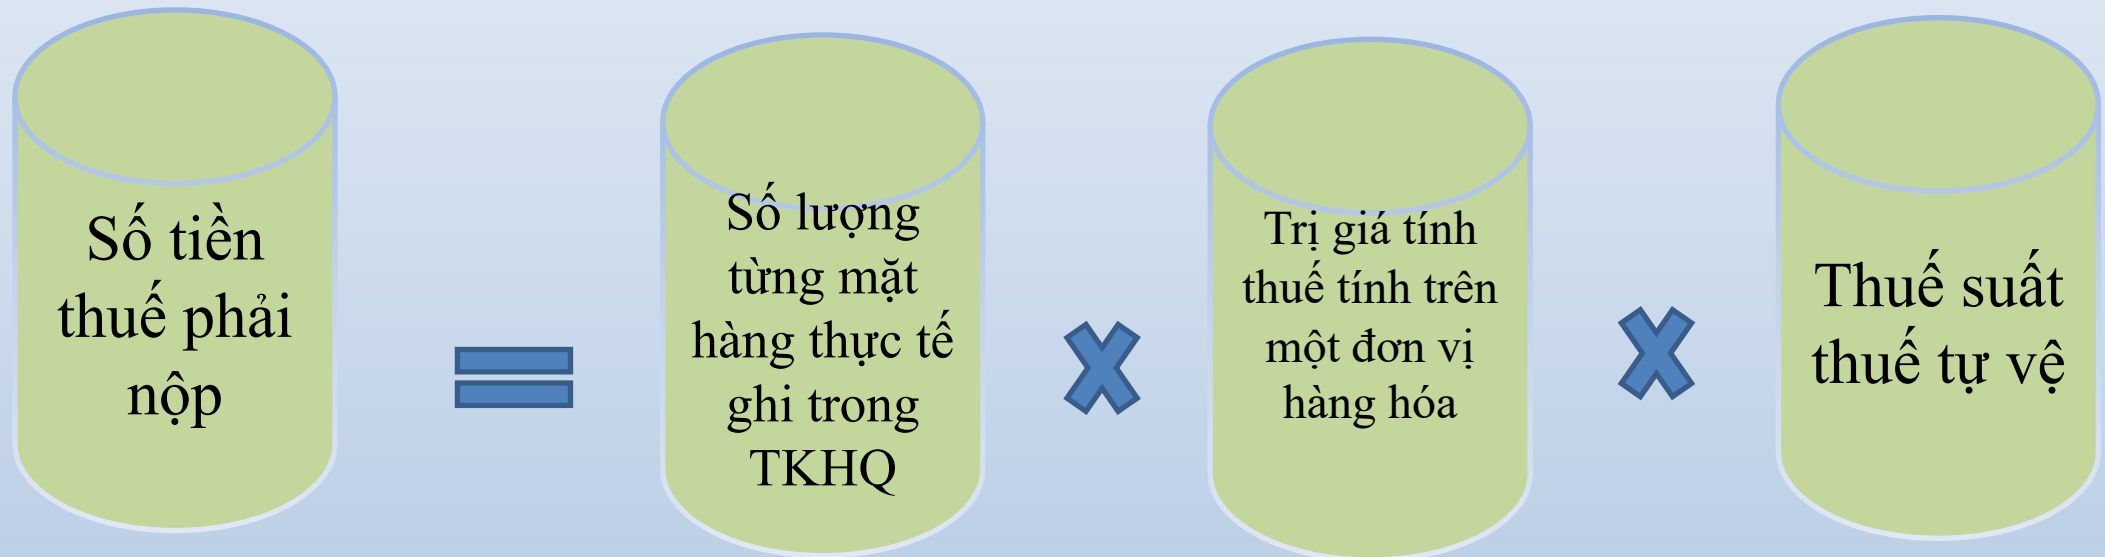 Số tiền
thuế phải
nộp
Số lượng
từng mặt
hàng thực tế
ghi trong
TKHQ
Trị giá tính
thuế tính trên
một đơn vị
hàng hóa
Thuế suất
thuế tự vệ